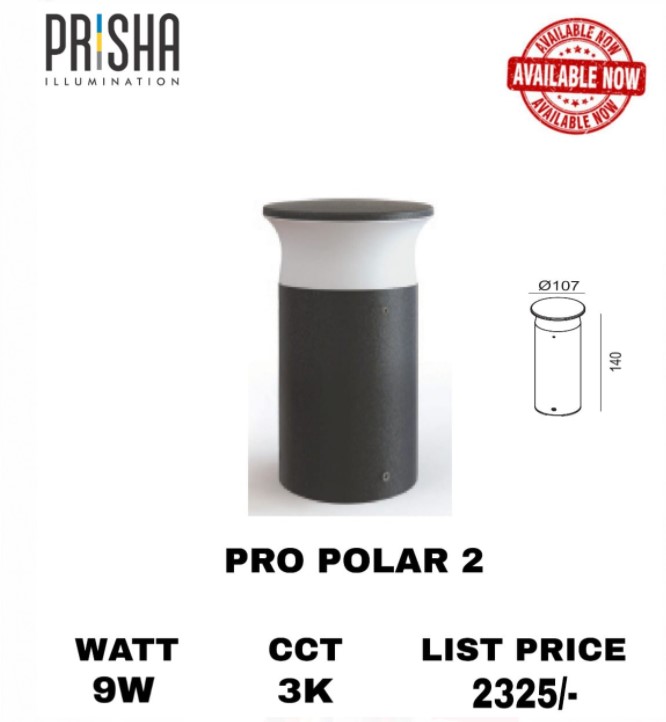 PRISHA
ILLUMINATION
AVAILABLE NOW
AVAILABLE NOW
AVAILABLE NOW
Ø107
140
PRO POLAR 2
WATT CCT LIST PRICE
9W 3K 2325/-